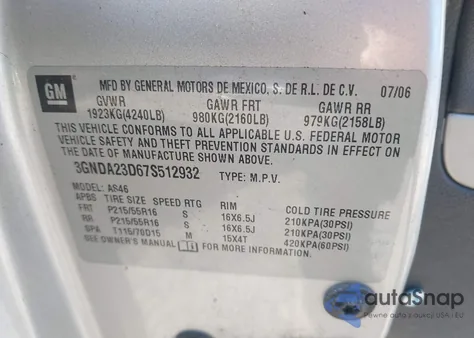 GM
MFD BY GENERAL MOTORS DE MEXICO, S. DE R.L. DE C.V. 07/06
GVWR GAWR FRT GAWR RR
1923KG(4240LB) 980KG(2160LB) 979KG(2158LB)
THIS VEHICLE CONFORMS TO ALL APPLICABLE U.S. FEDERAL MOTOR
VEHICLE SAFETY AND THEFT PREVENTION STANDARDS IN EFFECT ON
THE DATE OF MANUFACTURE SHOWN ABOVE.
3GNDA23D67S512932 TYPE: M.P.V.
MODEL: AS46
TIRE SIZE SPEED RTG RIM COLD TIRE PRESSURE
FRT P215/55R16 S 16X6.5J 210KPA(30PSI)
RR P215/55R16 S 16X6.5J 210KPA(30PSI)
SPA T115/70D15 M 15X4T 420KPA(60PSI)
SEE OWNER'S MANUAL FOR MORE INFORMATION.
autoSnap
Pewne auto z USA i EU